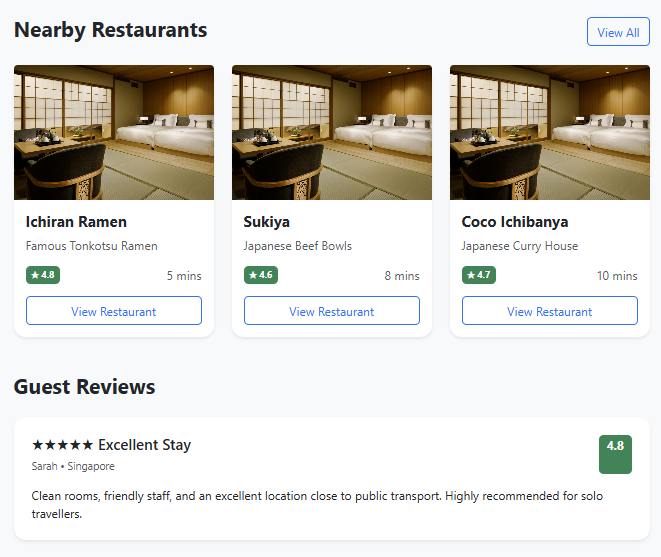 Nearby Restaurants
View All
Ichiran Ramen
Famous Tonkotsu Ramen
★ 4.8
5 mins
View Restaurant
Sukiya
Japanese Beef Bowls
★ 4.6
8 mins
View Restaurant
Coco Ichibanya
Japanese Curry House
★ 4.7
10 mins
View Restaurant
Guest Reviews
★★★★★ Excellent Stay
4.8
Sarah • Singapore
Clean rooms, friendly staff, and an excellent location close to public transport. Highly recommended for solo
travellers.